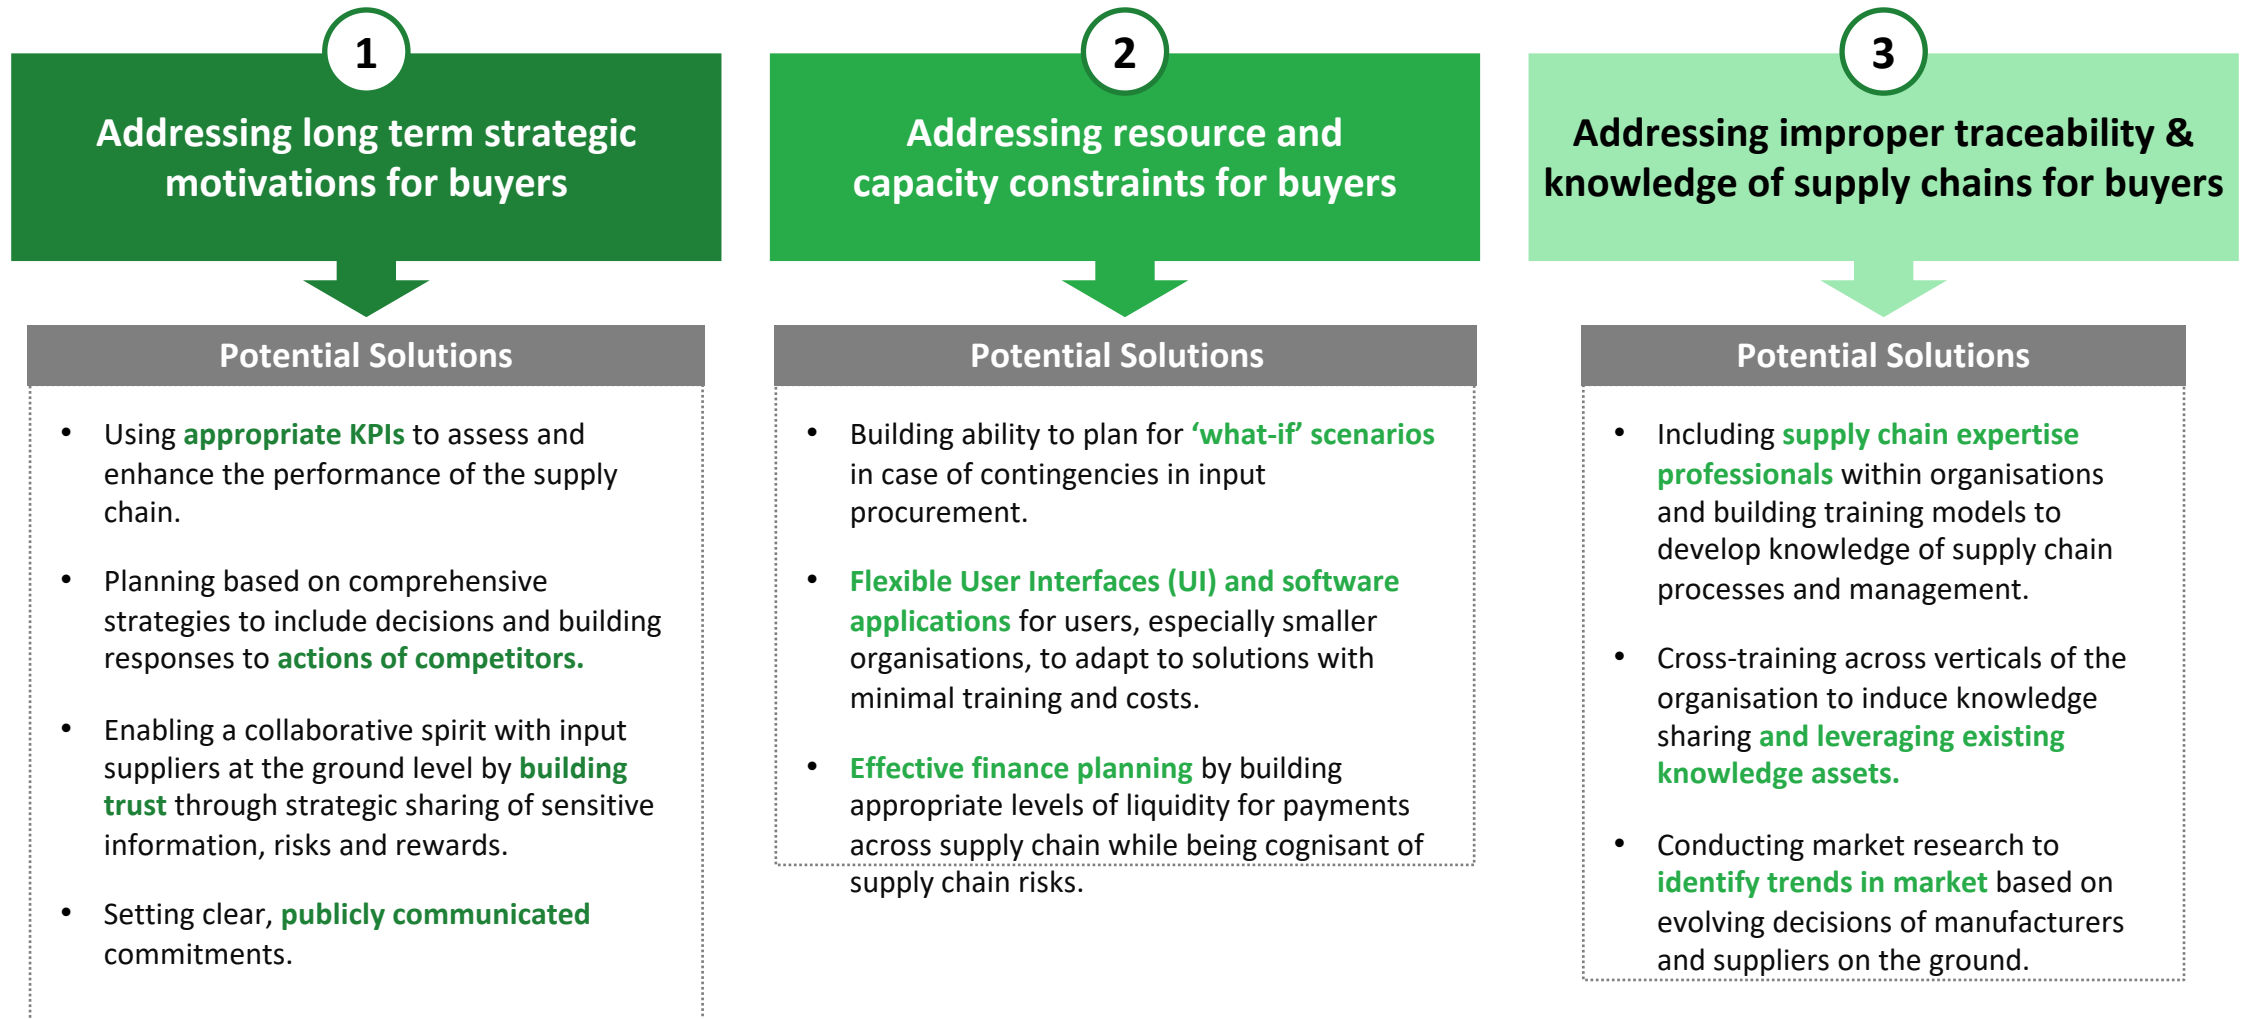 1
Addressing long term strategic
motivations for buyers
Potential Solutions
• Using appropriate KPIs to assess and
enhance the performance of the supply
chain.
• Planning based on comprehensive
strategies to include decisions and building
responses to actions of competitors.
• Enabling a collaborative spirit with input
suppliers at the ground level by building
trust through strategic sharing of sensitive
information, risks and rewards.
• Setting clear, publicly communicated
commitments.
2
Addressing resource and
capacity constraints for buyers
Potential Solutions
• Building ability to plan for ‘what-if’ scenarios
in case of contingencies in input
procurement.
• Flexible User Interfaces (UI) and software
applications for users, especially smaller
organisations, to adapt to solutions with
minimal training and costs.
• Effective finance planning by building
appropriate levels of liquidity for payments
across supply chain while being cognisant of
supply chain risks.
3
Addressing improper traceability &
knowledge of supply chains for buyers
Potential Solutions
• Including supply chain expertise
professionals within organisations
and building training models to
develop knowledge of supply chain
processes and management.
• Cross-training across verticals of the
organisation to induce knowledge
sharing and leveraging existing
knowledge assets.
• Conducting market research to
identify trends in market based on
evolving decisions of manufacturers
and suppliers on the ground.